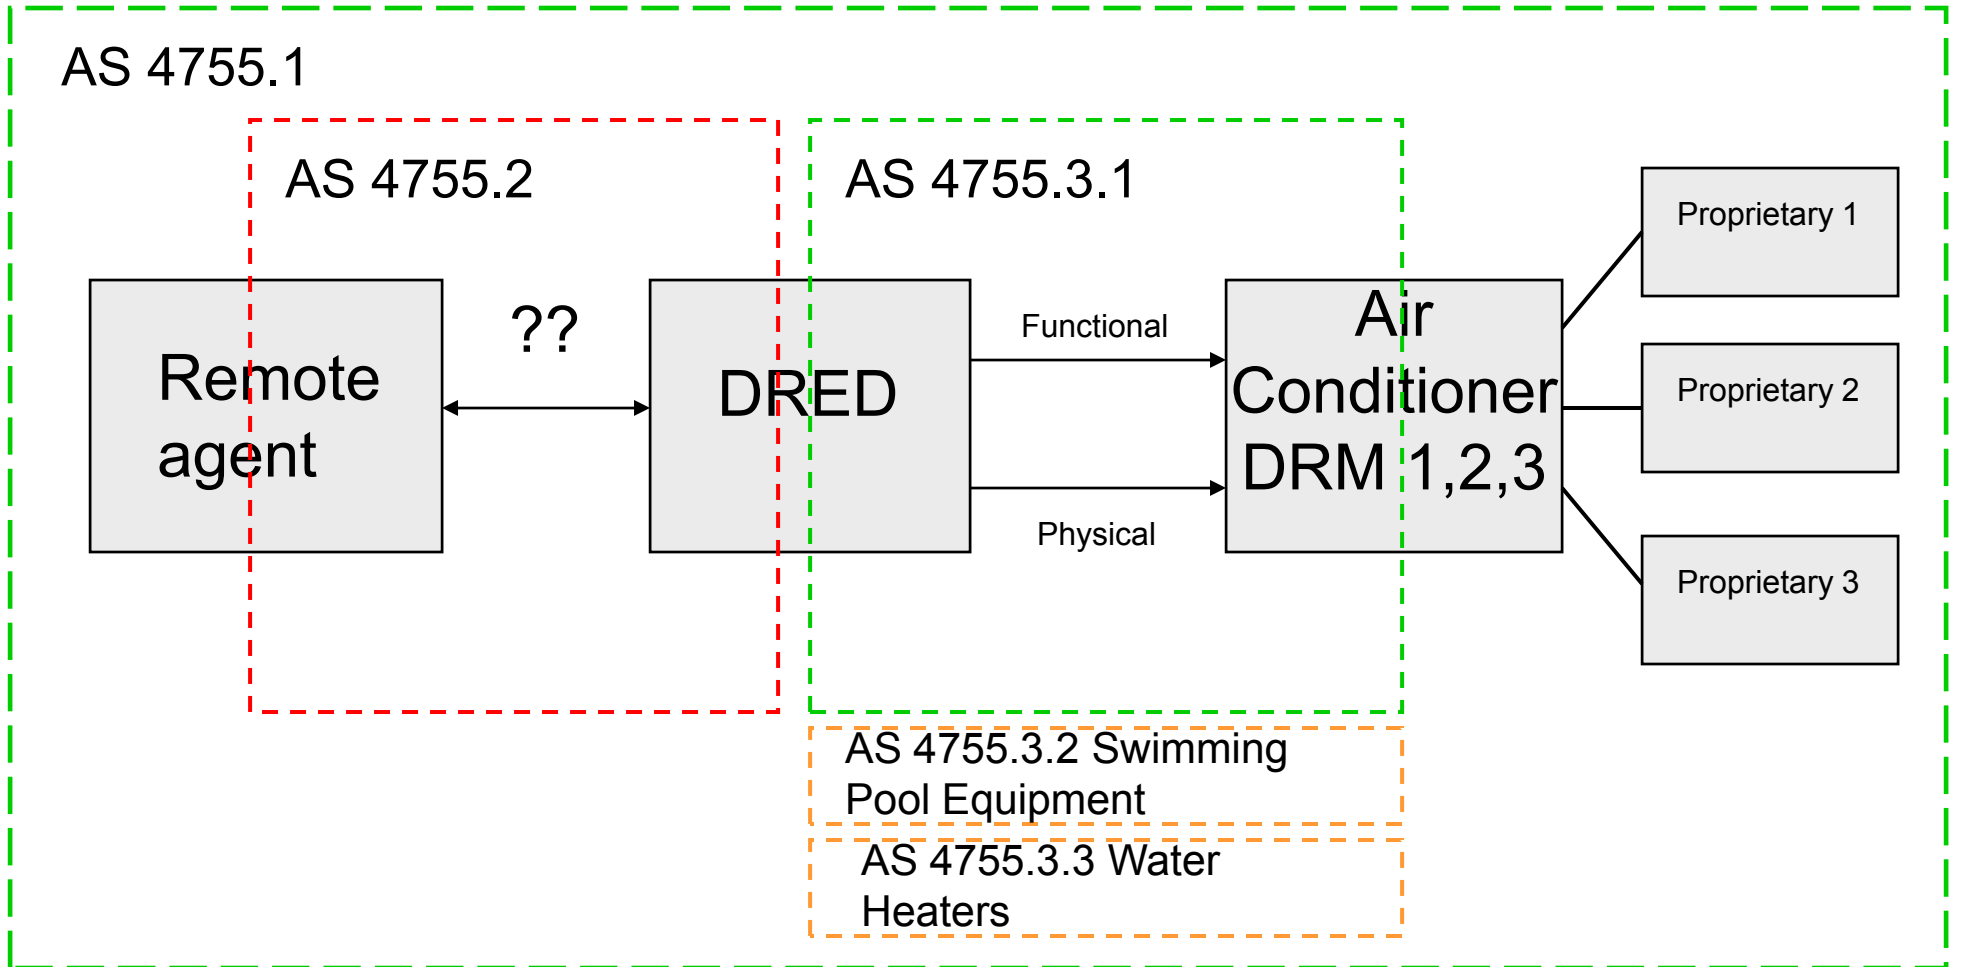 AS 4755.1
AS 4755.2
AS 4755.3.1
Remote
agent
??
DRED
Functional
Physical
Air
Conditioner
DRM 1,2,3
Proprietary 1
Proprietary 2
Proprietary 3
AS 4755.3.2 Swimming
Pool Equipment
AS 4755.3.3 Water
Heaters